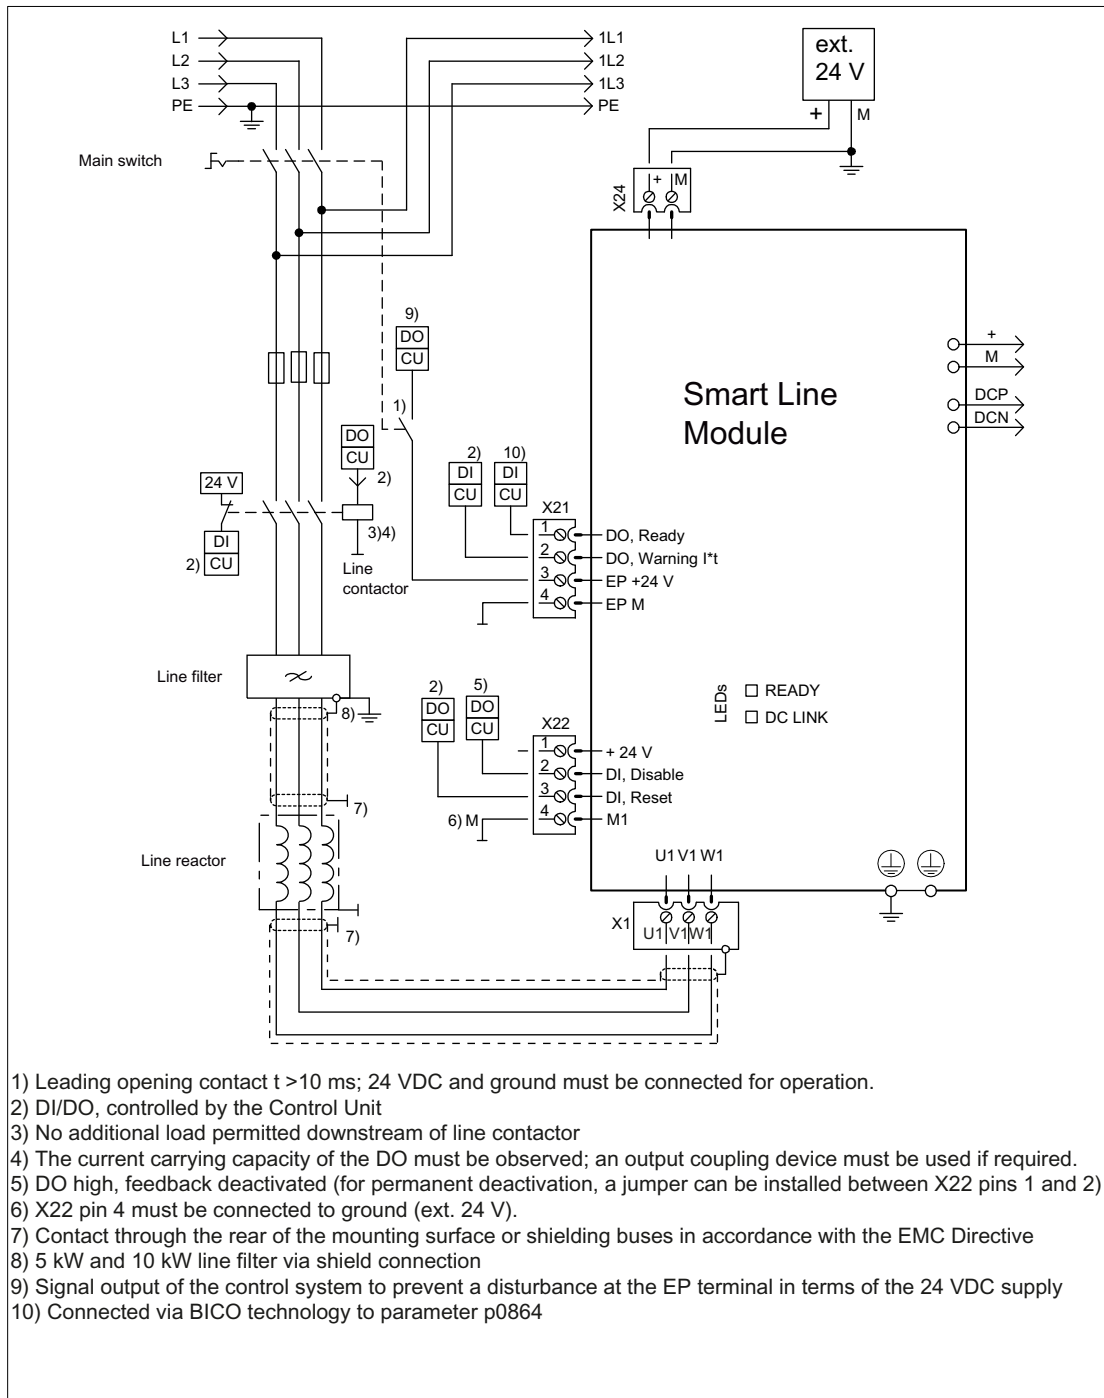 L1
1L1
L2
1L2
L3
1L3
PE
PE
ext.
24 V
+
M
Main switch
X24
+
M
9)
DO
CU
+
M
Smart Line
Module
DCP
DCN
1)
DO
CU
2)
24 V
3)4)
Line
contactor
DI
CU
2)
2)
DI
CU
10)
DI
CU
X21
1
DO, Ready
2
DO, Warning I*t
3
EP +24 V
4
EP M
Line filter
8)
LEDs
READY
DC LINK
2)
DO
CU
5)
DO
CU
X22
1
+ 24 V
2
DI, Disable
3
DI, Reset
4
M1
6) M
7)
Line reactor
7)
U1 V1 W1
X1
U1 V1 W1
1) Leading opening contact t >10 ms; 24 VDC and ground must be connected for operation.
2) DI/DO, controlled by the Control Unit
3) No additional load permitted downstream of line contactor
4) The current carrying capacity of the DO must be observed; an output coupling device must be used if required.
5) DO high, feedback deactivated (for permanent deactivation, a jumper can be installed between X22 pins 1 and 2)
6) X22 pin 4 must be connected to ground (ext. 24 V).
7) Contact through the rear of the mounting surface or shielding buses in accordance with the EMC Directive
8) 5 kW and 10 kW line filter via shield connection
9) Signal output of the control system to prevent a disturbance at the EP terminal in terms of the 24 VDC supply
10) Connected via BICO technology to parameter p0864